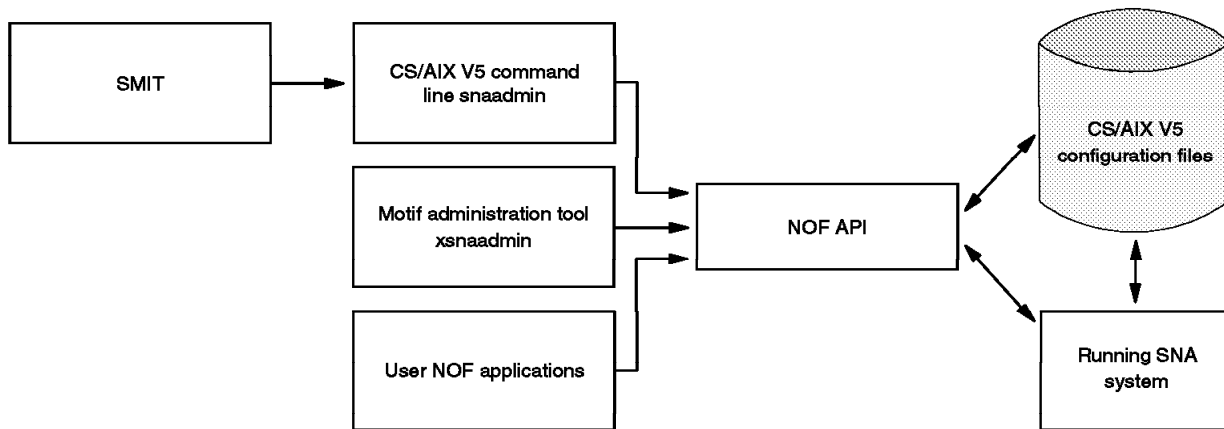 SMIT
CS/AIX V5 command
line snaadmin
Motif administration tool
xsnaadmin
User NOF applications
NOF API
CS/AIX V5
configuration files
Running SNA
system